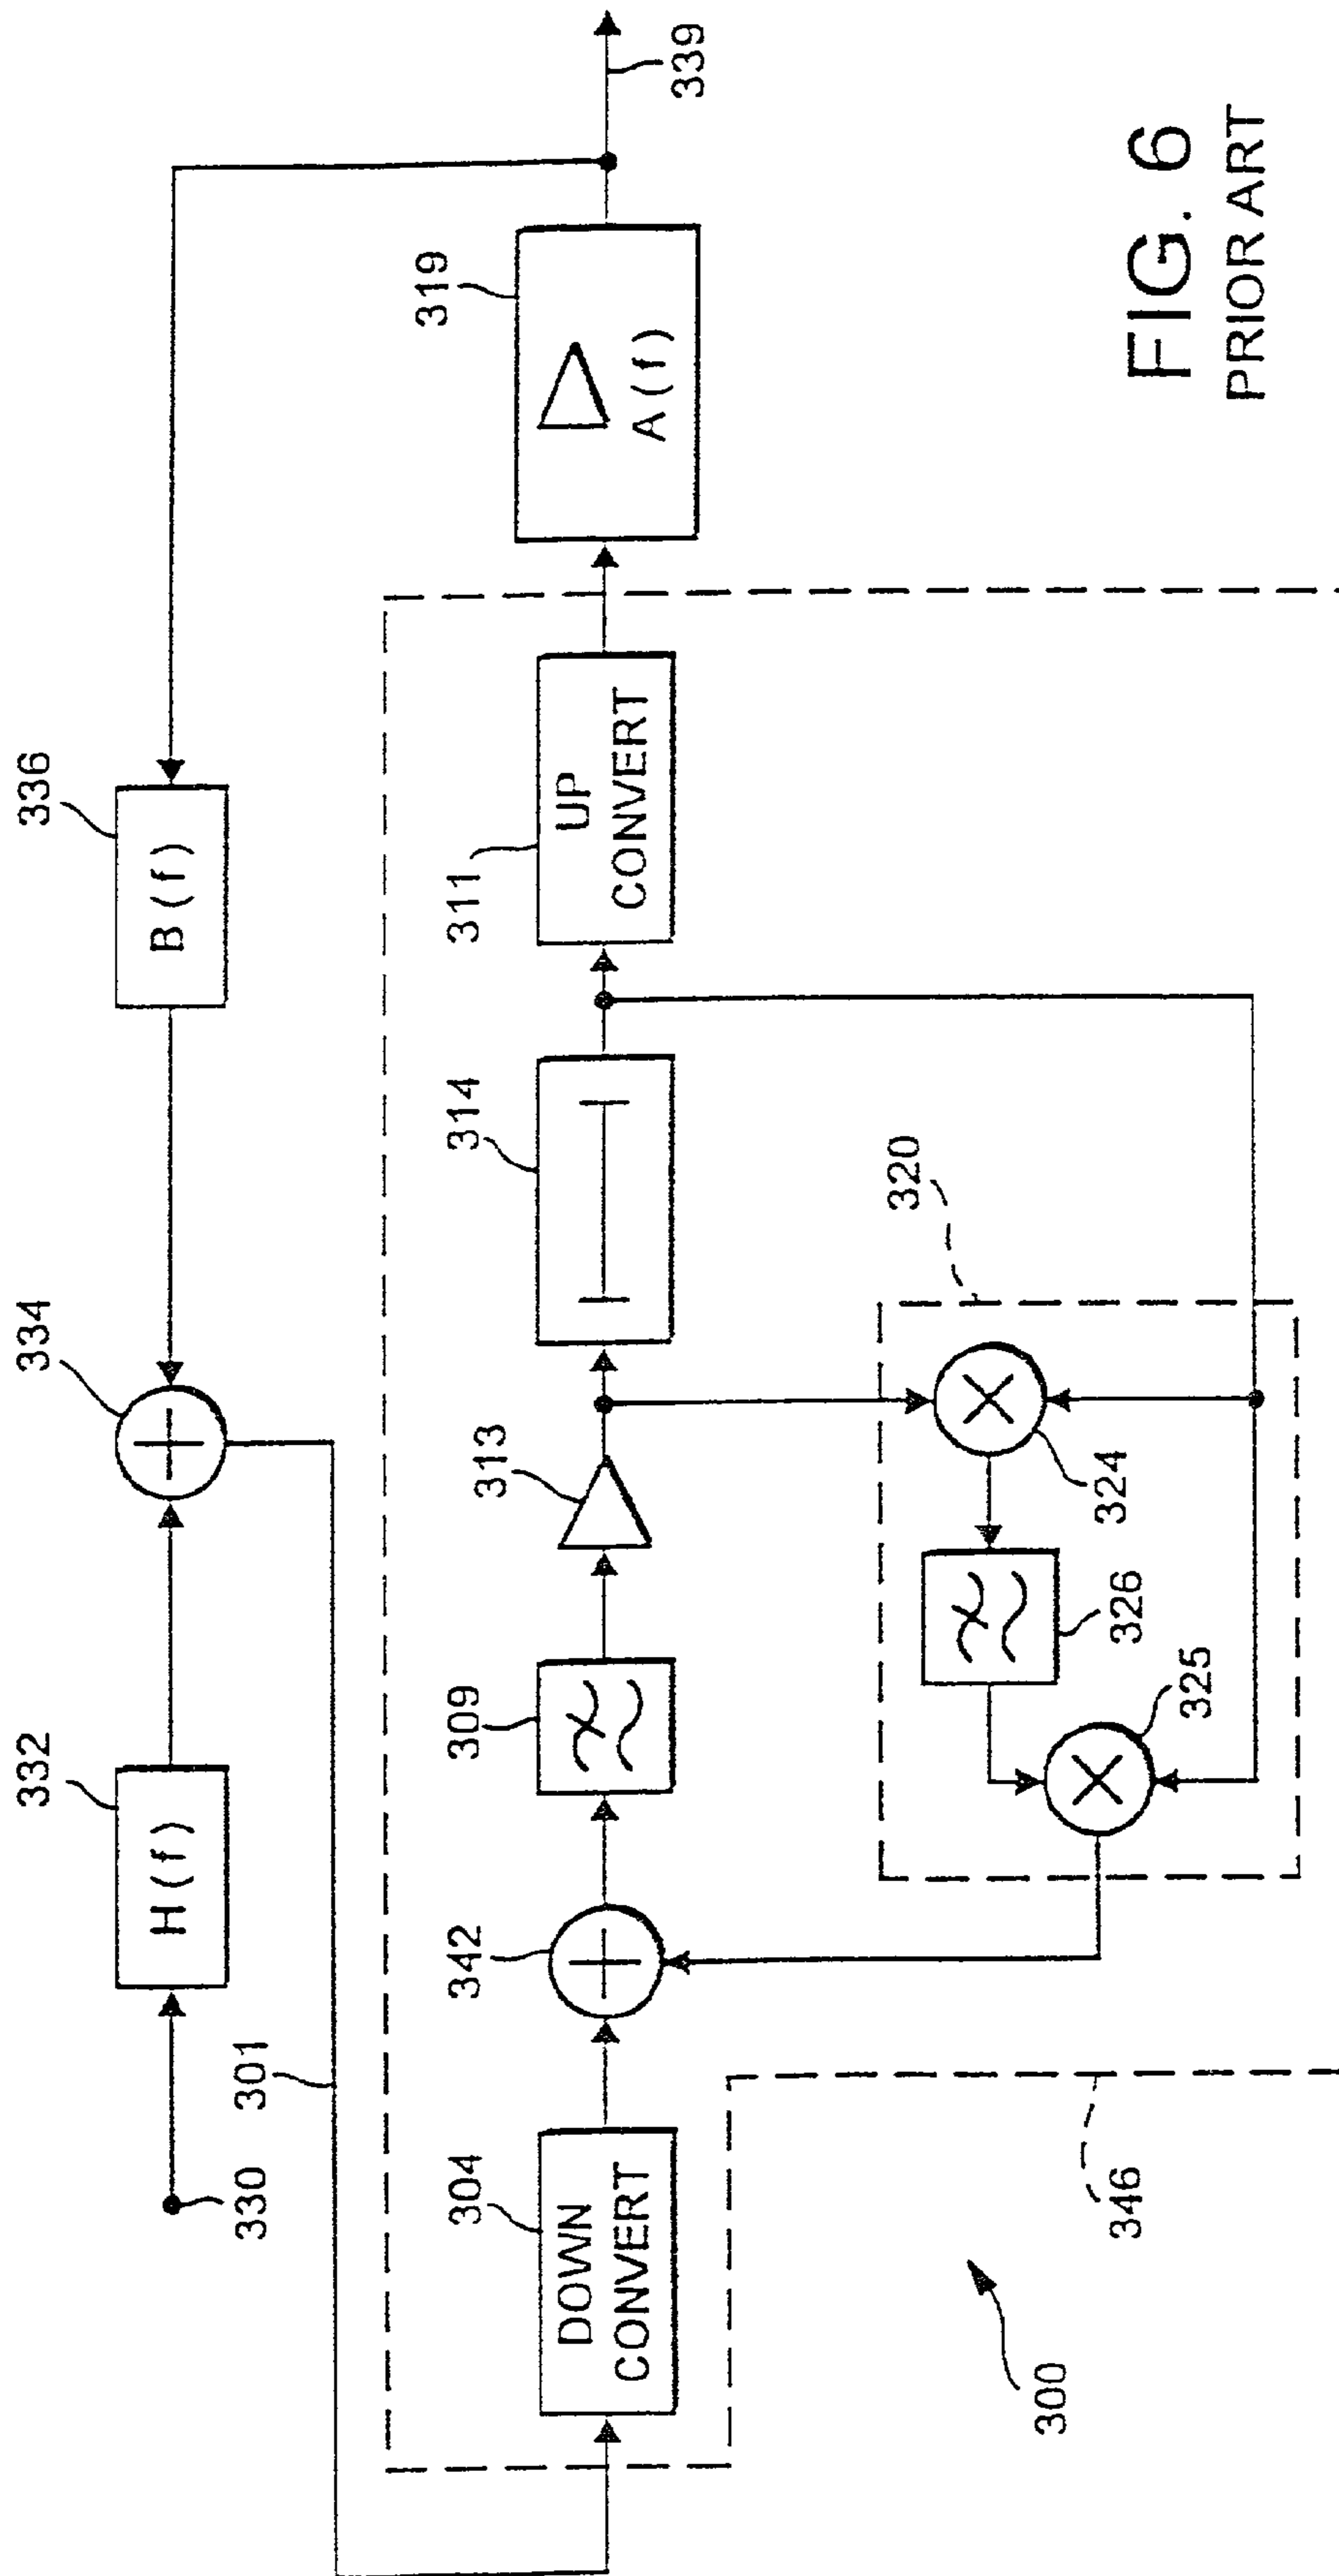 330
H(f)
332
334
B(f)
336
301
304
DOWN
CONVERT
342
309
313
314
311
UP
CONVERT
319
A(f)
339
320
324
326
325
346
300
FIG. 6
PRIOR ART